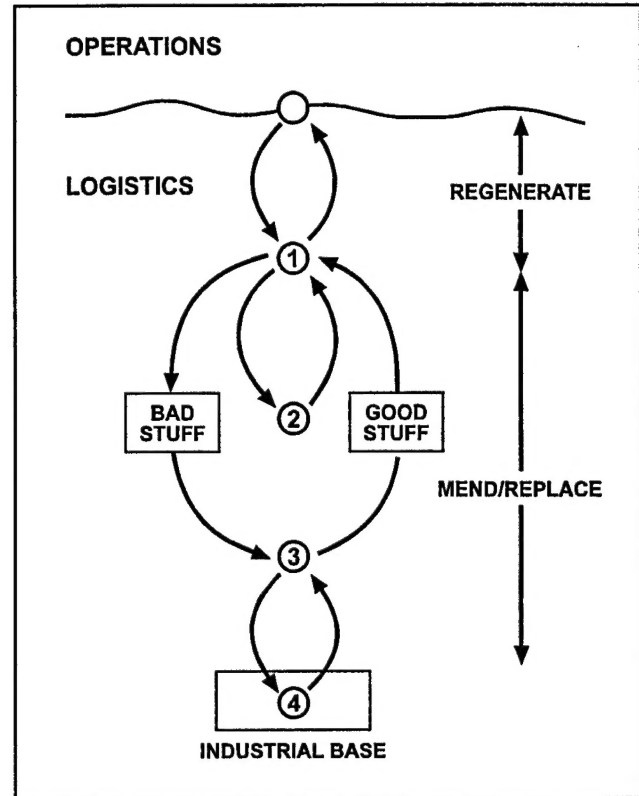 OPERATIONS
LOGISTICS
REGENERATE
1
BAD
STUFF
2
GOOD
STUFF
MEND/REPLACE
3
4
INDUSTRIAL BASE